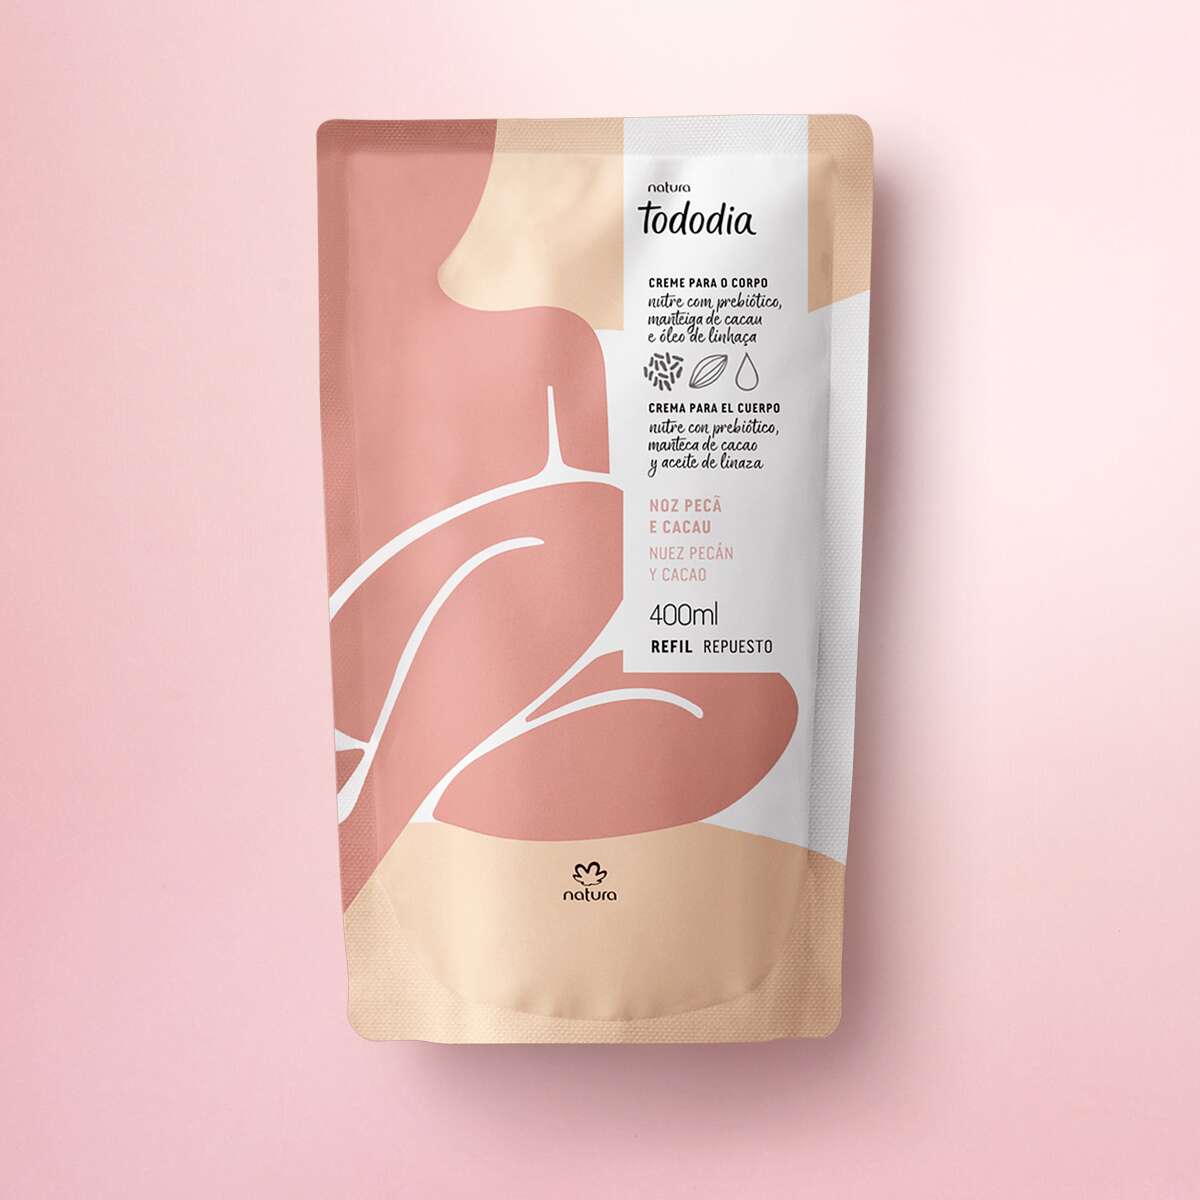 natura
Tododia
CREME PARA O CORPO
nutre com prebiótico,
manteiga de cacau
e óleo de linhaça
CREMA PARA EL CUERPO
nutre con prebiótico,
manteca de cacao
y aceite de linaza
NOZ PECÃ
E CACAU
NUEZ PECÁN
Y CACAO
400ml
REFIL REPUESTO
natura